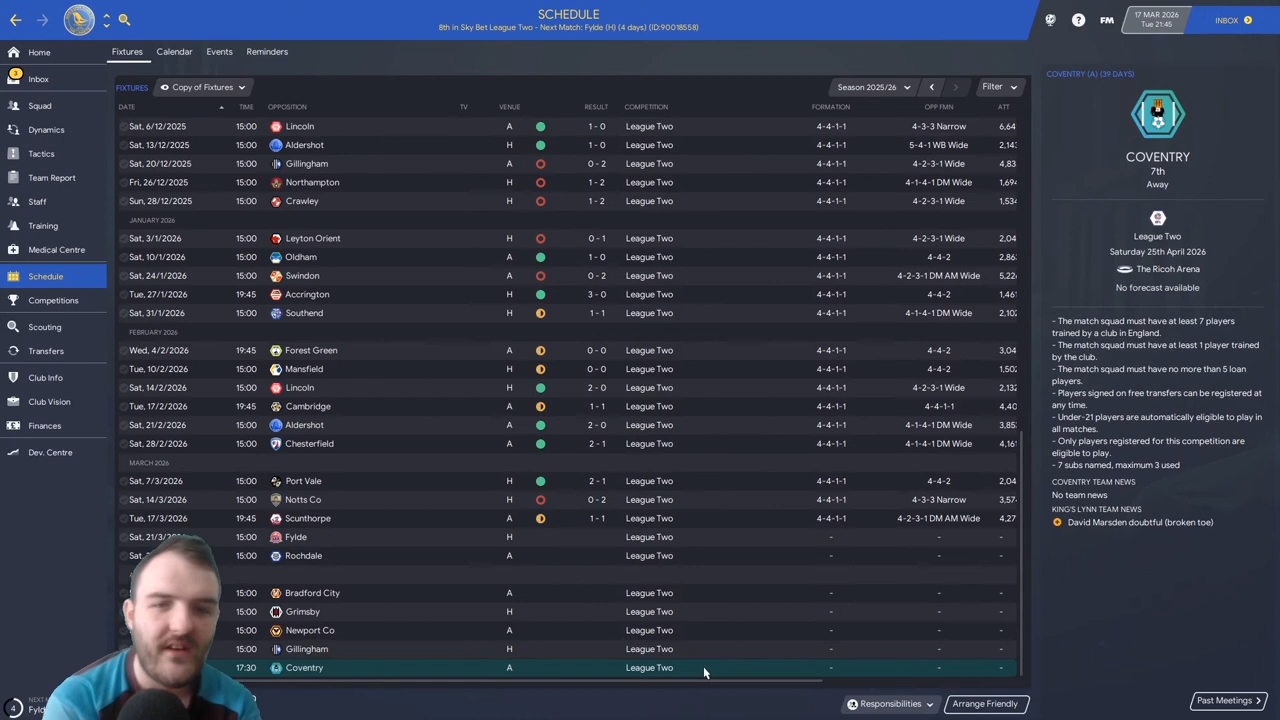 SCHEDULE
8th in Sky Bet League Two - Next Match: Fylde (H) (4 days) (ID:90018558)
FM
17 MAR 2026
Tue 21:45
INBOX
Home
3
Inbox
Squad
Dynamics
Tactics
Team Report
Staff
Training
Medical Centre
Schedule
Competitions
Scouting
Transfers
Club Info
Club Vision
Finances
Dev. Centre
Fixtures Calendar Events Reminders
FIXTURES Copy of Fixtures Season 2025/26 Filter
DATE TIME OPPOSITION TV VENUE RESULT COMPETITION FORMATION OPP FMN ATT
Sat, 6/12/2025 15:00 Lincoln A 1 - 0 League Two 4-4-1-1 4-3-3 Narrow 6,64
Sat, 13/12/2025 15:00 Aldershot H 1 - 0 League Two 4-4-1-1 5-4-1 WB Wide 2,14
Sat, 20/12/2025 15:00 Gillingham A 0 - 2 League Two 4-4-1-1 4-2-3-1 Wide 4,83
Fri, 26/12/2025 15:00 Northampton H 1 - 2 League Two 4-4-1-1 4-1-4-1 DM Wide 1,694
Sun, 28/12/2025 15:00 Crawley H 1 - 2 League Two 4-4-1-1 4-2-3-1 Wide 1,534
JANUARY 2026
Sat, 3/1/2026 15:00 Leyton Orient H 0 - 1 League Two 4-4-1-1 4-2-3-1 Wide 2,04
Sat, 10/1/2026 15:00 Oldham A 1 - 0 League Two 4-4-1-1 4-4-2 2,86
Sat, 24/1/2026 15:00 Swindon A 0 - 2 League Two 4-4-1-1 4-2-3-1 DM AM Wide 5,22
Tue, 27/1/2026 19:45 Accrington H 3 - 0 League Two 4-4-1-1 4-4-2 1,461
Sat, 31/1/2026 15:00 Southend H 1 - 1 League Two 4-4-1-1 4-1-4-1 DM Wide 2,10
FEBRUARY 2026
Wed, 4/2/2026 19:45 Forest Green A 0 - 0 League Two 4-4-1-1 4-4-2 3,04
Tue, 10/2/2026 19:45 Mansfield H 0 - 0 League Two 4-4-1-1 4-4-2 1,50
Sat, 14/2/2026 15:00 Lincoln H 2 - 0 League Two 4-4-1-1 4-2-3-1 Wide 2,132
Tue, 17/2/2026 19:45 Cambridge A 1 - 1 League Two 4-4-1-1 4-4-1-1 4,40
Sat, 21/2/2026 15:00 Aldershot A 2 - 0 League Two 4-4-1-1 4-1-4-1 DM Wide 3,85
Sat, 28/2/2026 15:00 Chesterfield A 2 - 1 League Two 4-4-1-1 4-1-4-1 DM Wide 4,161
MARCH 2026
Sat, 7/3/2026 15:00 Port Vale H 2 - 1 League Two 4-4-1-1 4-4-2 2,04
Sat, 14/3/2026 15:00 Notts Co A 0 - 2 League Two 4-4-1-1 4-3-3 Narrow 3,57
Tue, 17/3/2026 19:45 Scunthorpe A 1 - 1 League Two 4-4-1-1 4-2-3-1 DM AM Wide 4,27
Sat, 21/3/2026 15:00 Fylde H League Two - -
Sat, 15:00 Rochdale A League Two - -
15:00 Bradford City A League Two - -
15:00 Grimsby H League Two - -
15:00 Newport Co A League Two - -
15:00 Gillingham H League Two - -
17:30 Coventry A League Two - -
4
Responsibilities
Arrange Friendly
COVENTRY (A) (39 DAYS)
COVENTRY
7th
Away
League Two
Saturday 25th April 2026
The Ricoh Arena
No forecast available
- The match squad must have at least 7 players
trained by a club in England.
- The match squad must have at least 1 player trained
by the club.
- The match squad must have no more than 5 loan
players.
- Players signed on free transfers can be registered at
any time.
- Under-21 players are automatically eligible to play in
all matches.
- Only players registered for this competition are
eligible to play.
- 7 subs named, maximum 3 used
COVENTRY TEAM NEWS
No team news
KING'S LYNN TEAM NEWS
David Marsden doubtful (broken toe)
Past Meetings